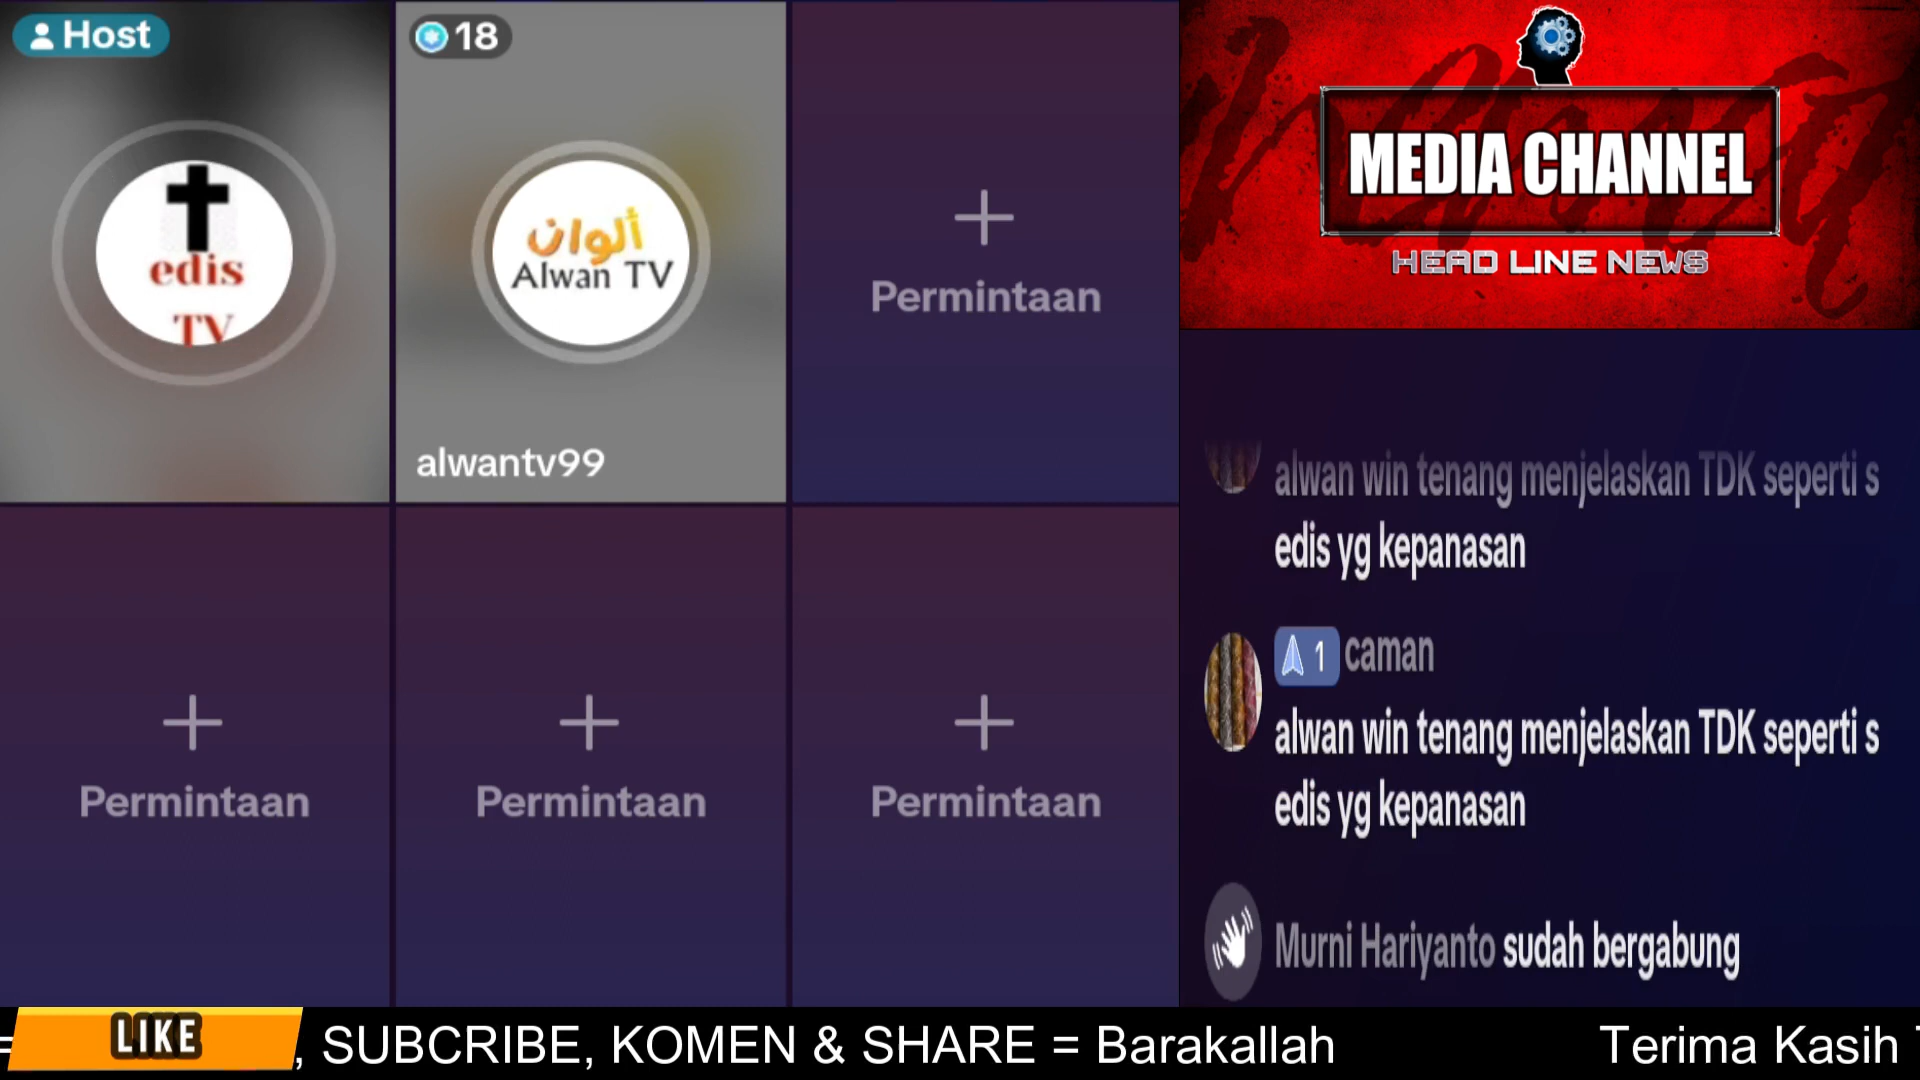 Host
18
edis
TV
ألوان
Alwan TV
alwantv99
Permintaan
Permintaan
Permintaan
Permintaan
MEDIA CHANNEL
HEAD LINE NEWS
alwan win tenang menjelaskan TDK seperti s
edis yg kepanasan
1 caman
alwan win tenang menjelaskan TDK seperti s
edis yg kepanasan
Murni Hariyanto sudah bergabung
LIKE
, SUBCRIBE, KOMEN & SHARE = Barakallah
Terima Kasih